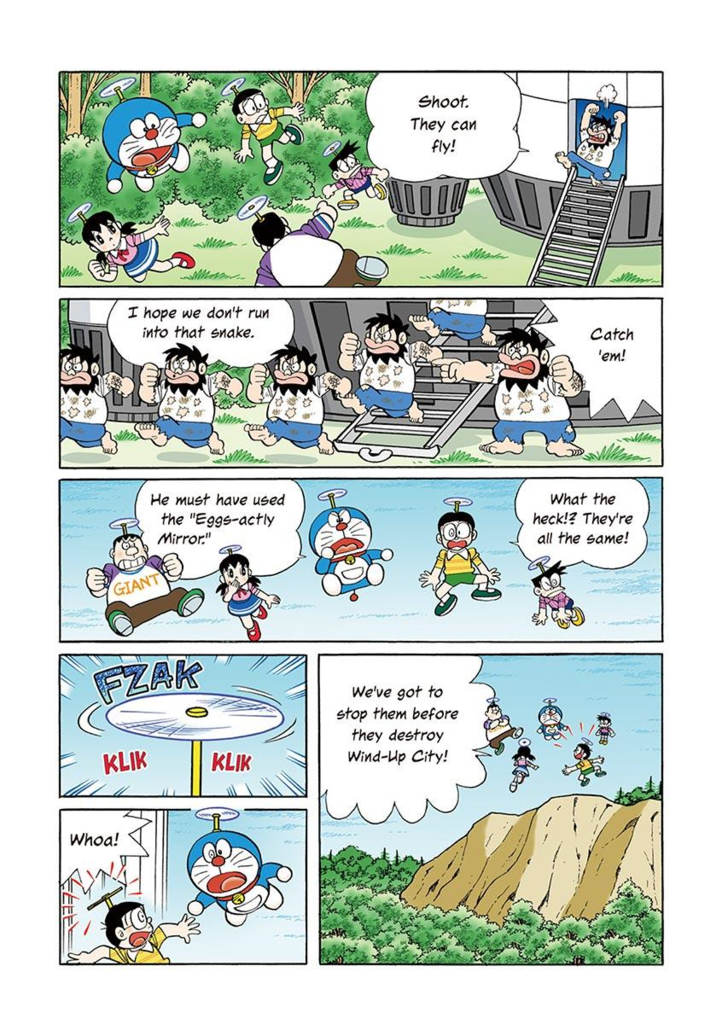 Shoot.
They can
fly!
I hope we don't run
into that snake.
Catch
'em!
He must have used
the "Eggs-actly
Mirror."
GIANT
What the
heck!? They're
all the same!
FZAK
KLIK
KLIK
We've got to
stop them before
they destroy
Wind-Up City!
Whoa!